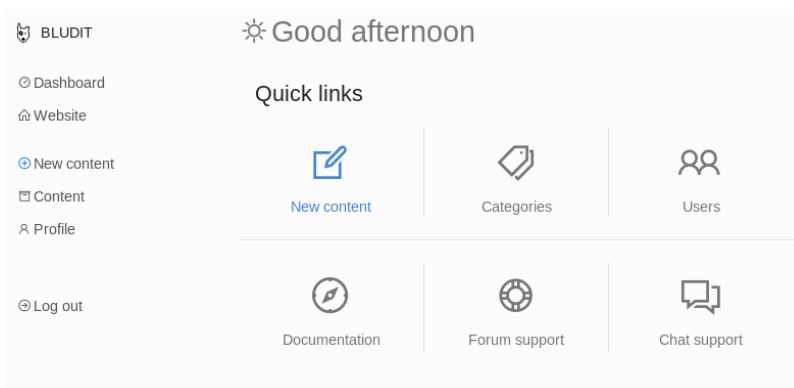 BLUDIT
Dashboard
Website
New content
Content
Profile
Log out
Good afternoon
Quick links
New content
Categories
Users
Documentation
Forum support
Chat support